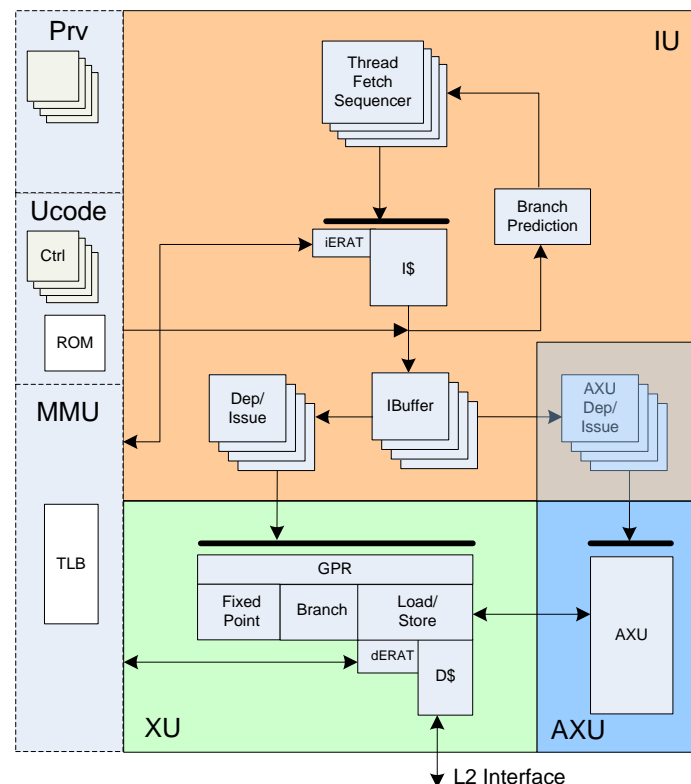 Prv
IU
Thread
Fetch
Sequencer
Ucode
Branch
Prediction
Ctrl
iERAT
I$
ROM
MMU
Dep/
Issue
IBuffer
AXU
Dep/
Issue
TLB
GPR
Fixed
Point
Branch
Load/
Store
AXU
dERAT
D$
XU
AXU
L2 Interface